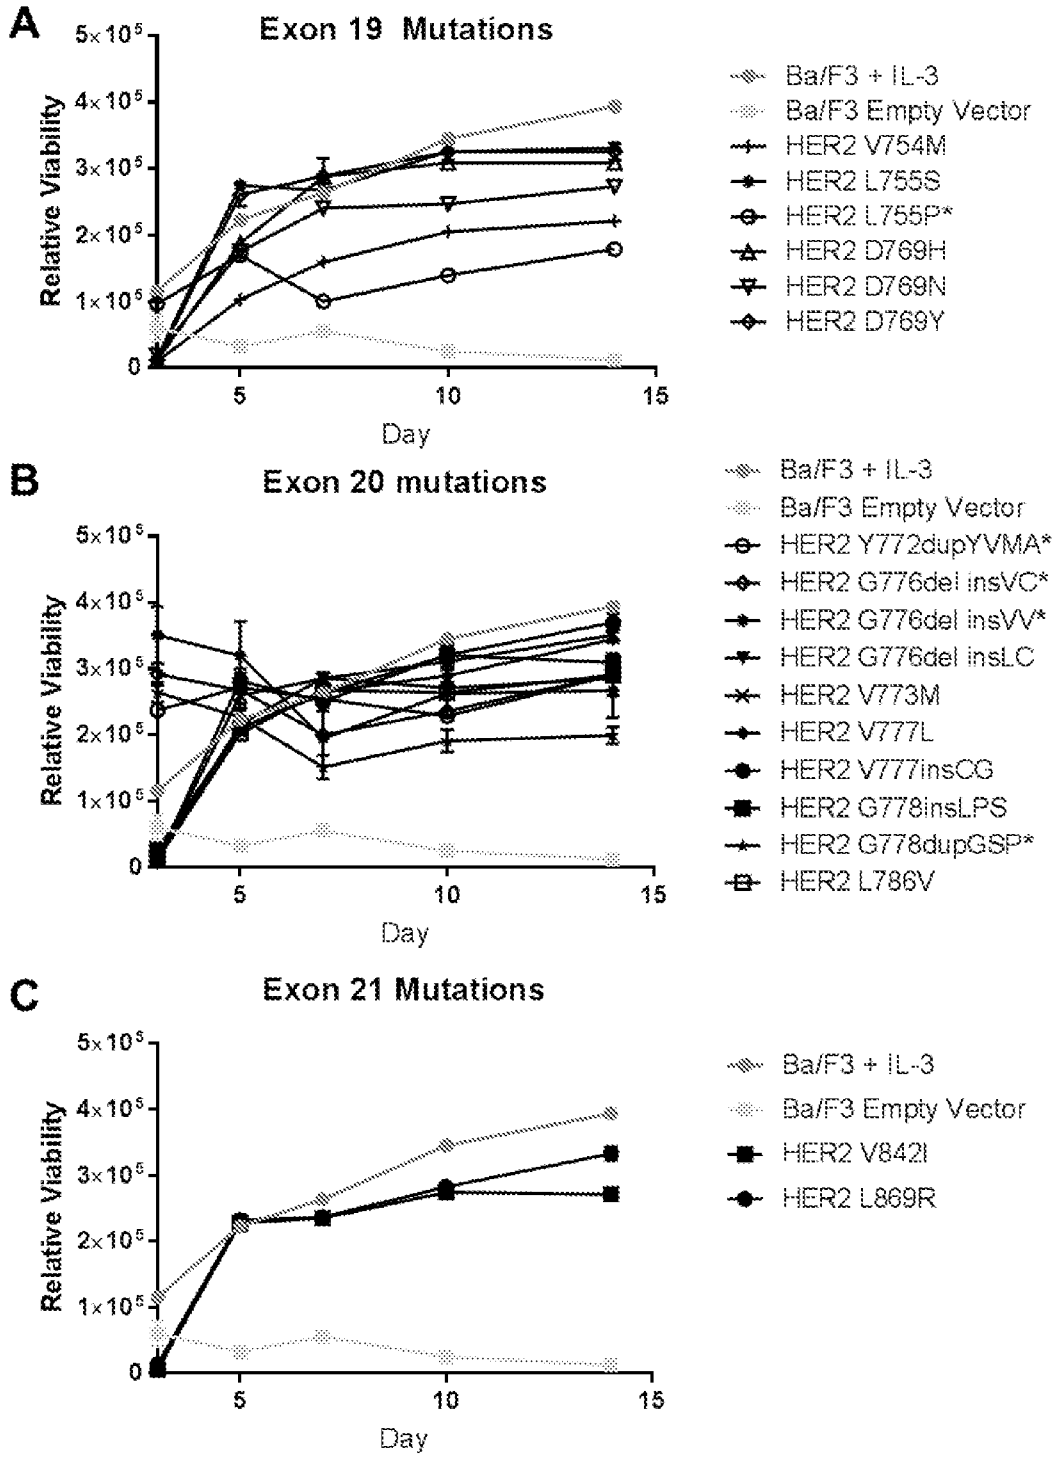 A
Exon 19 Mutations
5×10⁵
4×10⁵
3×10⁵
2×10⁵
1×10⁵
0
Relative Viability
5
10
15
Day
Ba/F3 + IL-3
Ba/F3 Empty Vector
HER2 V754M
HER2 L755S
HER2 L755P*
HER2 D769H
HER2 D769N
HER2 D769Y
B
Exon 20 mutations
5×10⁵
4×10⁵
3×10⁵
2×10⁵
1×10⁵
0
Relative Viability
5
10
15
Day
Ba/F3 + IL-3
Ba/F3 Empty Vector
HER2 Y772dupYVMA*
HER2 G776del insVC*
HER2 G776del insVV*
HER2 G776del insLC
HER2 V773M
HER2 V777L
HER2 V777insCG
HER2 G778insLPS
HER2 G778dupGSP*
HER2 L786V
C
Exon 21 Mutations
5×10⁵
4×10⁵
3×10⁵
2×10⁵
1×10⁵
0
Relative Viability
5
10
15
Day
Ba/F3 + IL-3
Ba/F3 Empty Vector
HER2 V842I
HER2 L869R